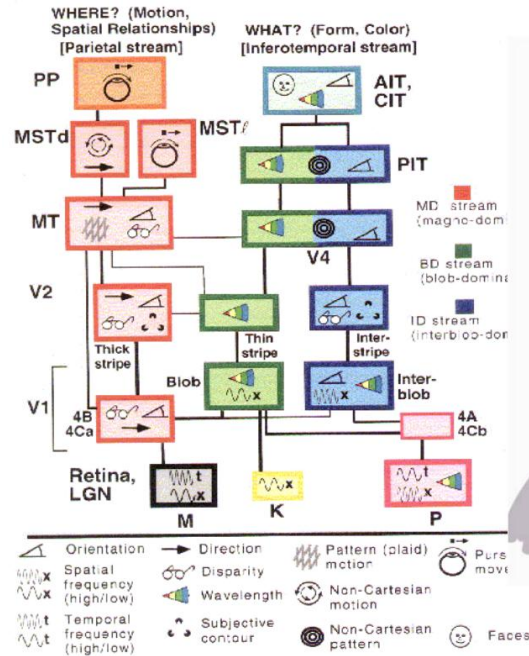 WHERE? (Motion,
Spatial Relationships)
[Parietal stream]
WHAT? (Form, Color)
[Inferotemporal stream]
PP
AIT,
CIT
MSTd
MSTℓ
PIT
MT
V4
MD stream
BD stream
ID stream
V2
Thick
stripe
Thin
stripe
Inter-
stripe
V1
Blob
Inter-
blob
4B
4Ca
4A
4Cb
Retina,
LGN
t
x
x
x
x
t
x
M
K
P
Orientation
Direction
Pattern (plaid)
motion
x Spatial
x frequency
(high/low)
Disparity
Wavelength
Non-Cartesian
motion
t Temporal
t frequency
(high/low)
Subjective
contour
Non-Cartesian
pattern
Faces